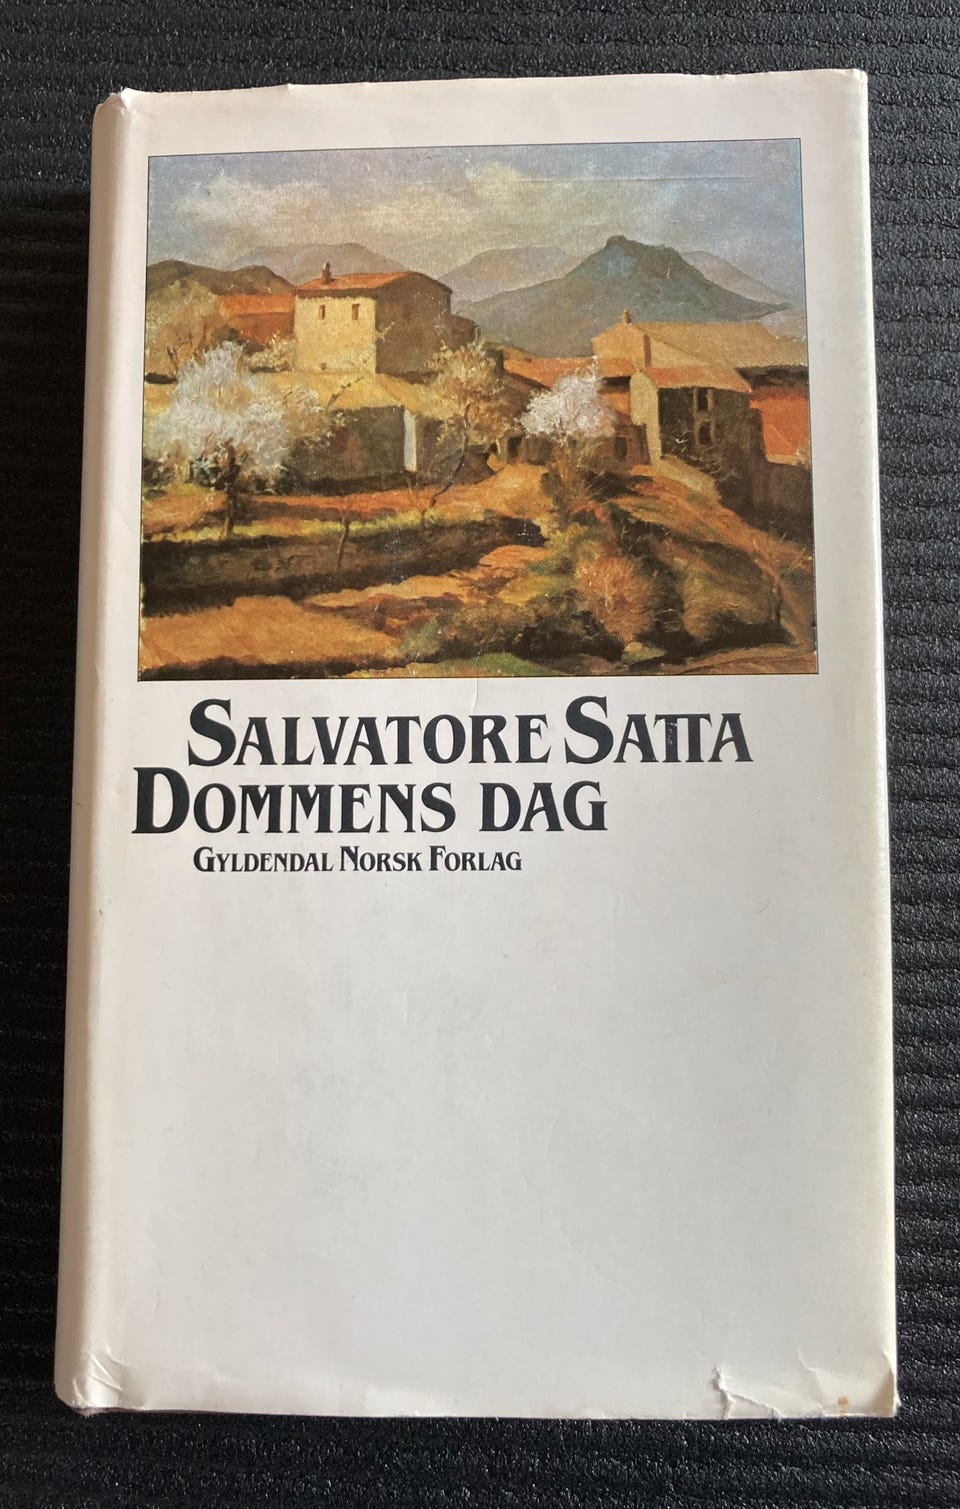 SALVATORE SATTA
DOMMENS DAG
GYLDENDAL NORSK FORLAG